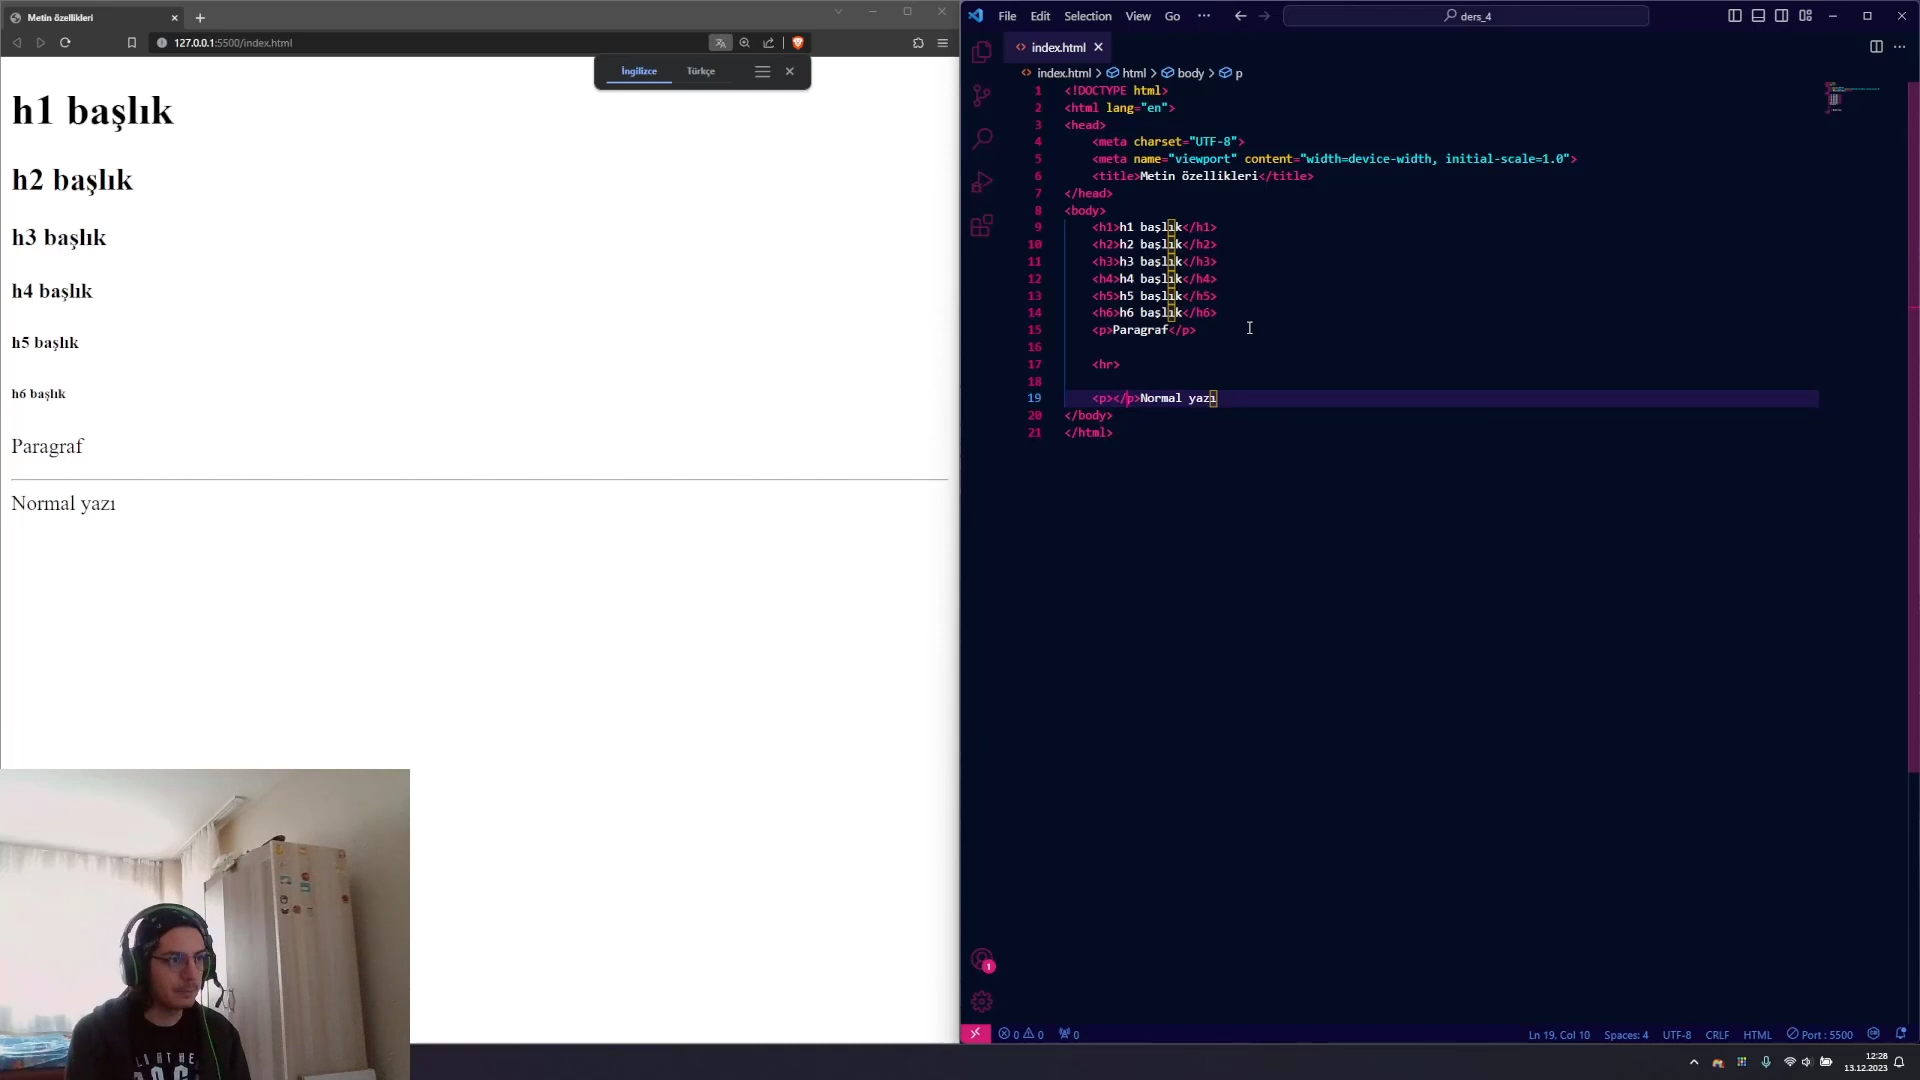 Metin özellikleri
127.0.0.1:5500/index.html
İngilizce Türkçe
h1 başlık
h2 başlık
h3 başlık
h4 başlık
h5 başlık
h6 başlık
Paragraf
Normal yazı
File Edit Selection View Go ders_4
index.html
index.html > html > body > p
1 <!DOCTYPE html>
2 <html lang="en">
3 <head>
4 <meta charset="UTF-8">
5 <meta name="viewport" content="width=device-width, initial-scale=1.0">
6 <title>Metin özellikleri</title>
7 </head>
8 <body>
9 <h1>h1 başlık</h1>
10 <h2>h2 başlık</h2>
11 <h3>h3 başlık</h3>
12 <h4>h4 başlık</h4>
13 <h5>h5 başlık</h5>
14 <h6>h6 başlık</h6>
15 <p>Paragraf</p>
16
17 <hr>
18
19 <p></p>Normal yazı
20 </body>
21 </html>
1
0 0 0 Ln 19, Col 10 Spaces: 4 UTF-8 CRLF HTML Port : 5500
12:28
13.12.2023